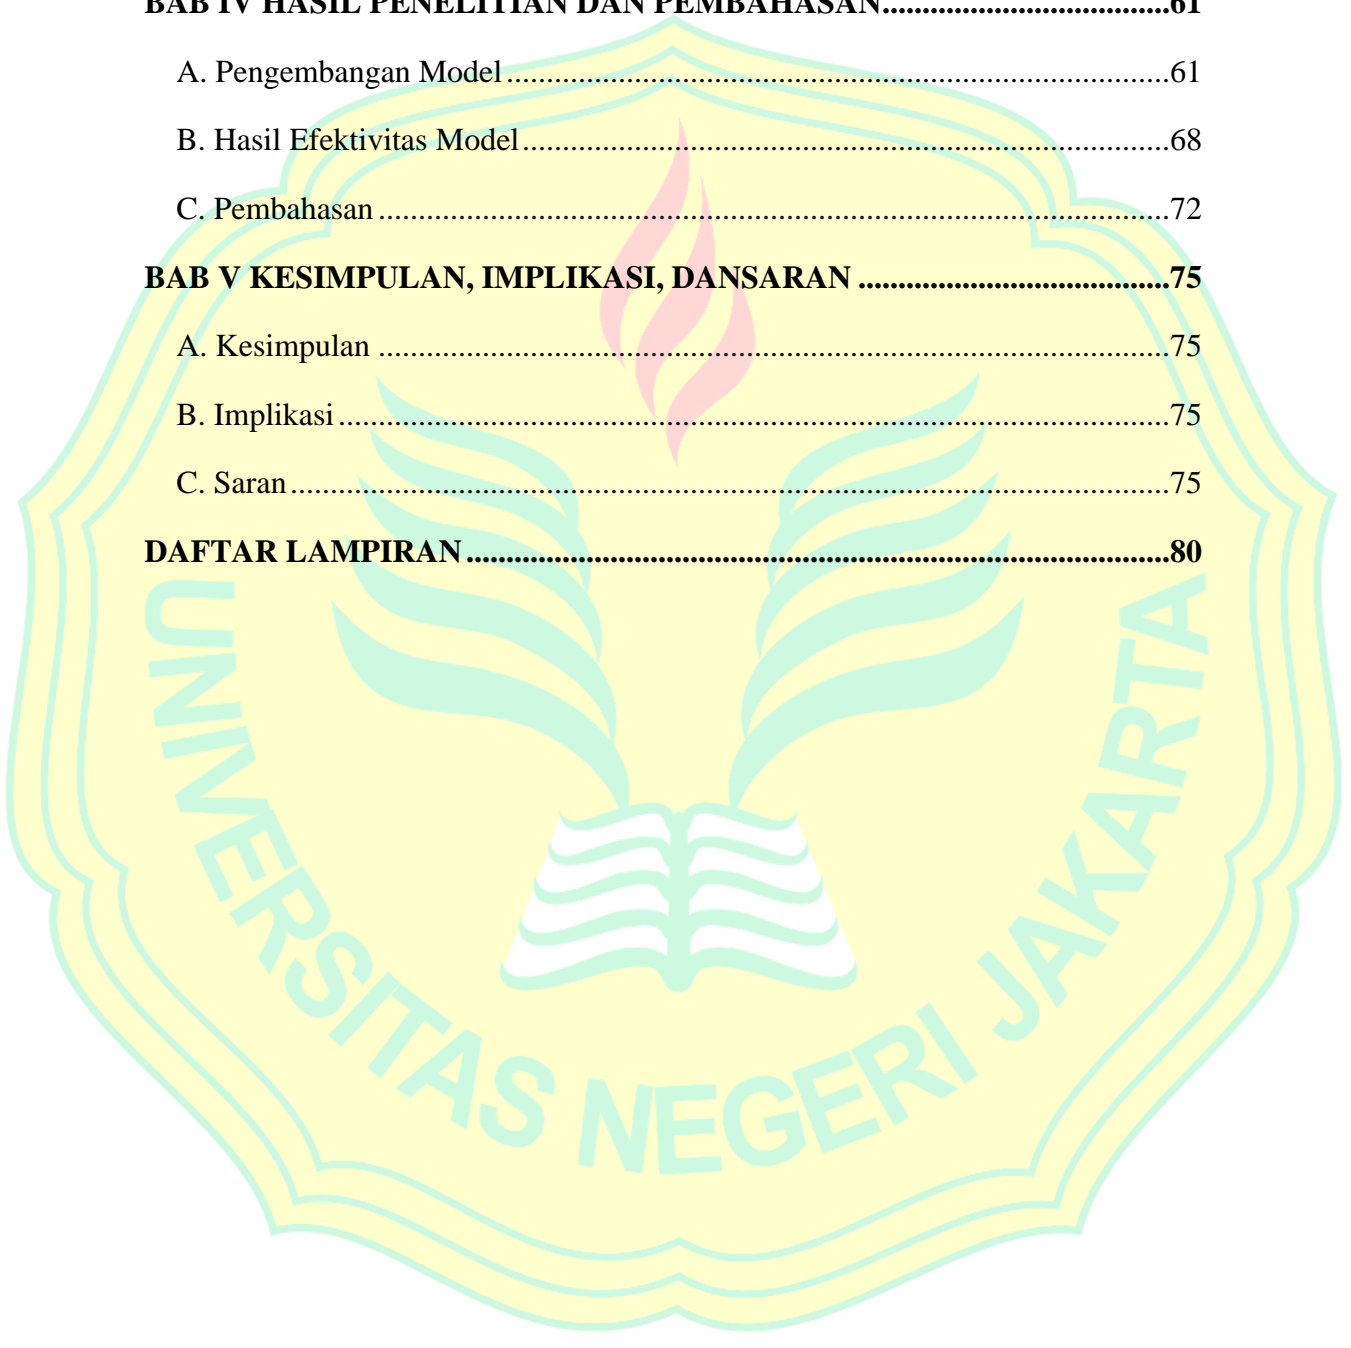 BAB IV HASIL PENELITIAN DAN PEMBAHASAN....................................61
A. Pengembangan Model...................................................................................61
B. Hasil Efektivitas Model.................................................................................68
C. Pembahasan...................................................................................................72
BAB V KESIMPULAN, IMPLIKASI, DANSARAN.......................................75
A. Kesimpulan...................................................................................................75
B. Implikasi........................................................................................................75
C. Saran..............................................................................................................75
DAFTAR LAMPIRAN........................................................................................80
UNIVERSITAS NEGERI JAKARTA